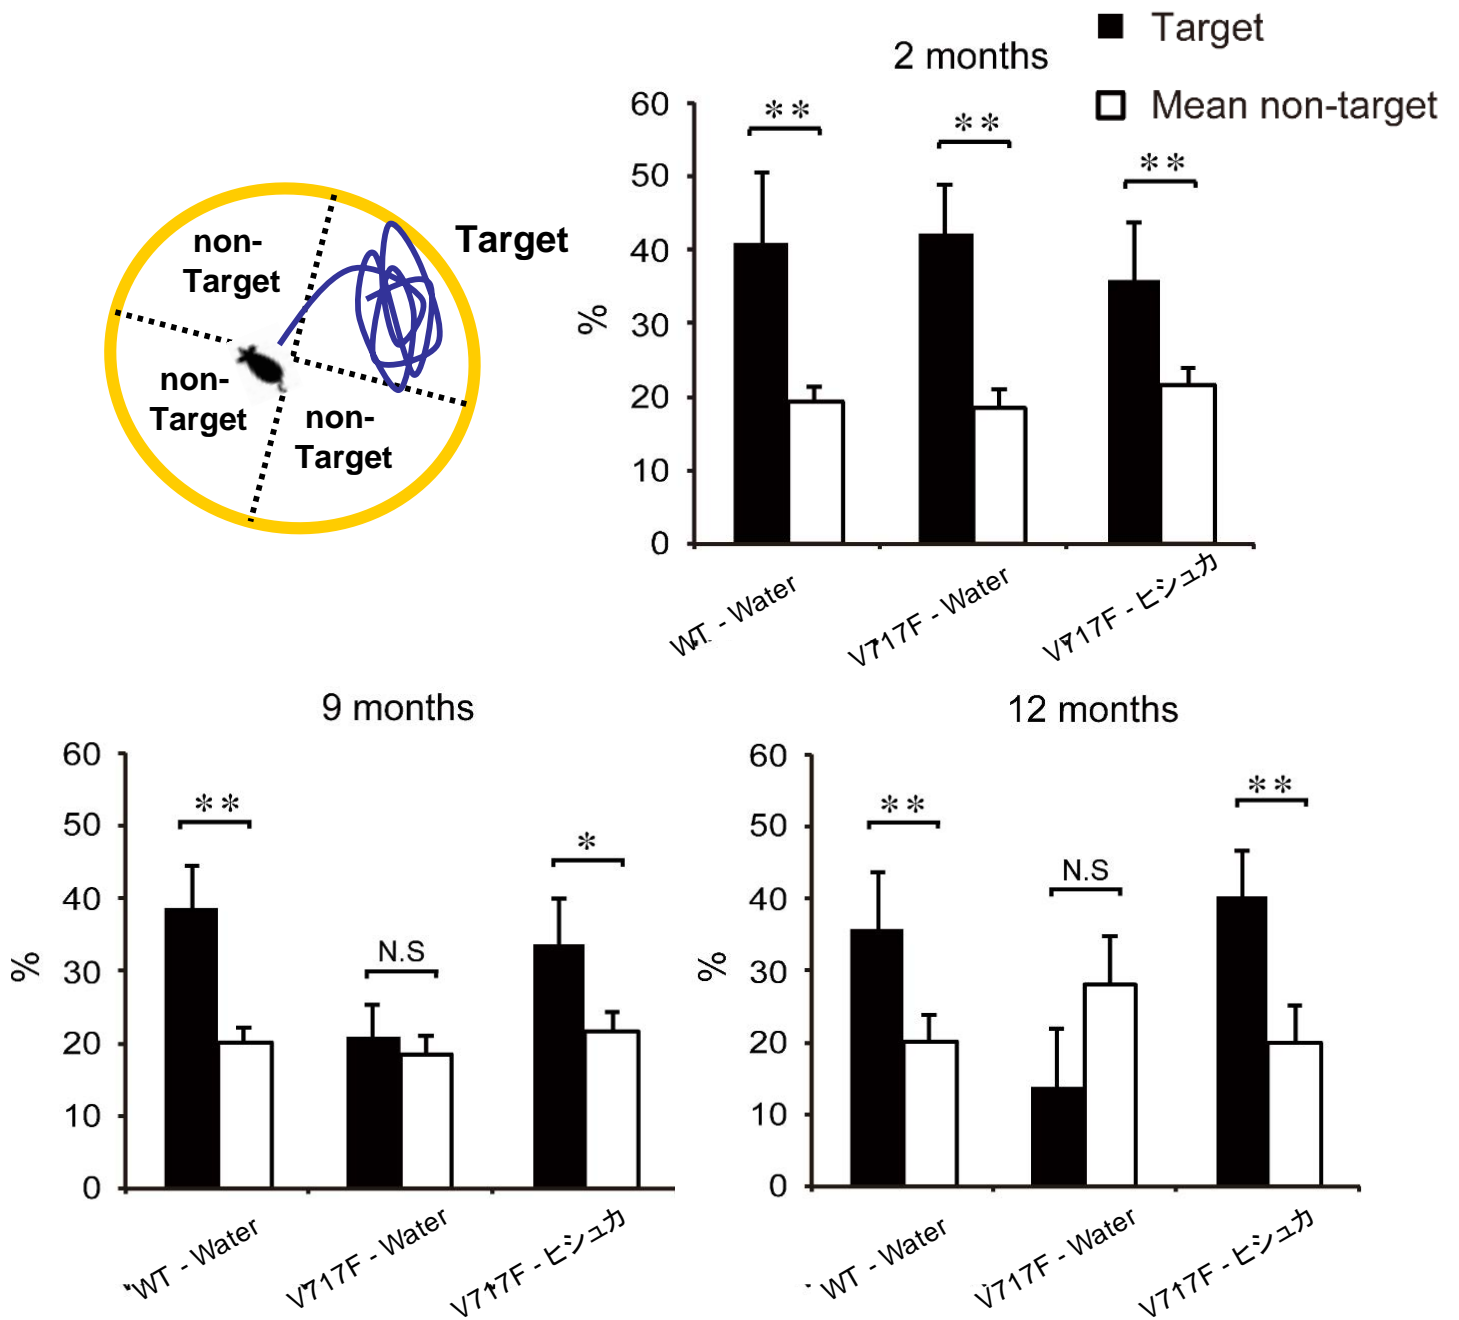 Target
Mean non-target
2 months
non-
Target
Target
non-
Target
non-
Target
60
50
40
30
20
10
0
%
**
**
**
WT - Water
V717F - Water
V717F - ヒシュカ
9 months
60
50
40
30
20
10
0
%
**
N.S
*
WT - Water
V717F - Water
V717F - ヒシュカ
12 months
60
50
40
30
20
10
0
%
**
N.S
**
WT - Water
V717F - Water
V717F - ヒシュカ